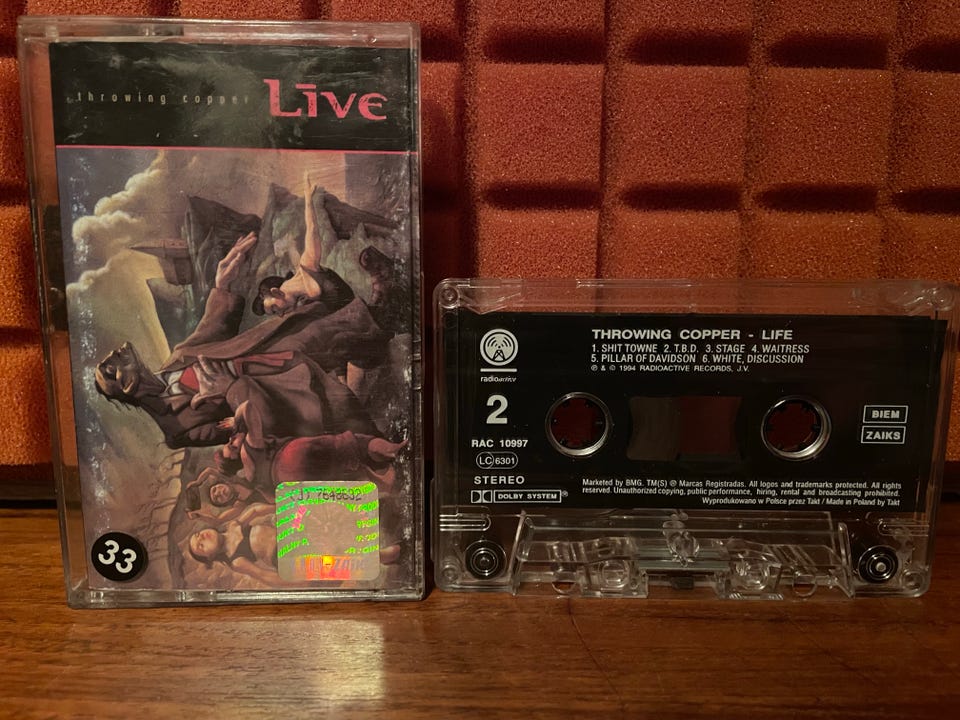 throwing copper Līve
33
THROWING COPPER - LIFE
1. SHIT TOWNE 2. T.B.D. 3. STAGE 4. WAITRESS
5. PILLAR OF DAVIDSON 6. WHITE, DISCUSSION
℗ & © 1994 RADIOACTIVE RECORDS, J.V.
radioactive
2
RAC 10997
LC 6301
STEREO
DOLBY SYSTEM®
BIEM
ZAIKS
Marketed by BMG. TM(S) ® Marcas Registradas. All logos and trademarks protected. All rights
reserved. Unauthorized copying, public performance, hiring, rental and broadcasting prohibited.
Wyprodukowano w Polsce przez Takt / Made in Poland by Takt